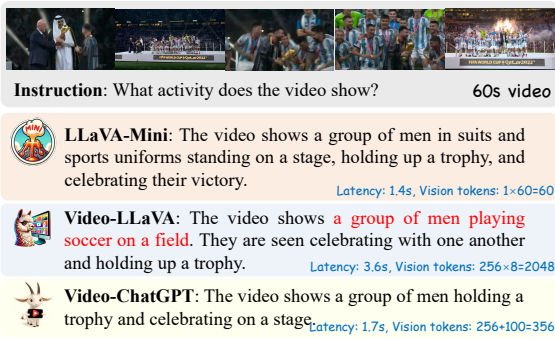 FIFA WORLD CUP Qatar2022
Instruction: What activity does the video show?
60s video
MINI
LLaVA-Mini: The video shows a group of men in suits and
sports uniforms standing on a stage, holding up a trophy, and
celebrating their victory.
Latency: 1.4s, Vision tokens: 1×60=60
Video-LLaVA: The video shows a group of men playing
soccer on a field. They are seen celebrating with one another
and holding up a trophy.
Latency: 3.6s, Vision tokens: 256×8=2048
Video-ChatGPT: The video shows a group of men holding a
trophy and celebrating on a stage.
Latency: 1.7s, Vision tokens: 256+100=356